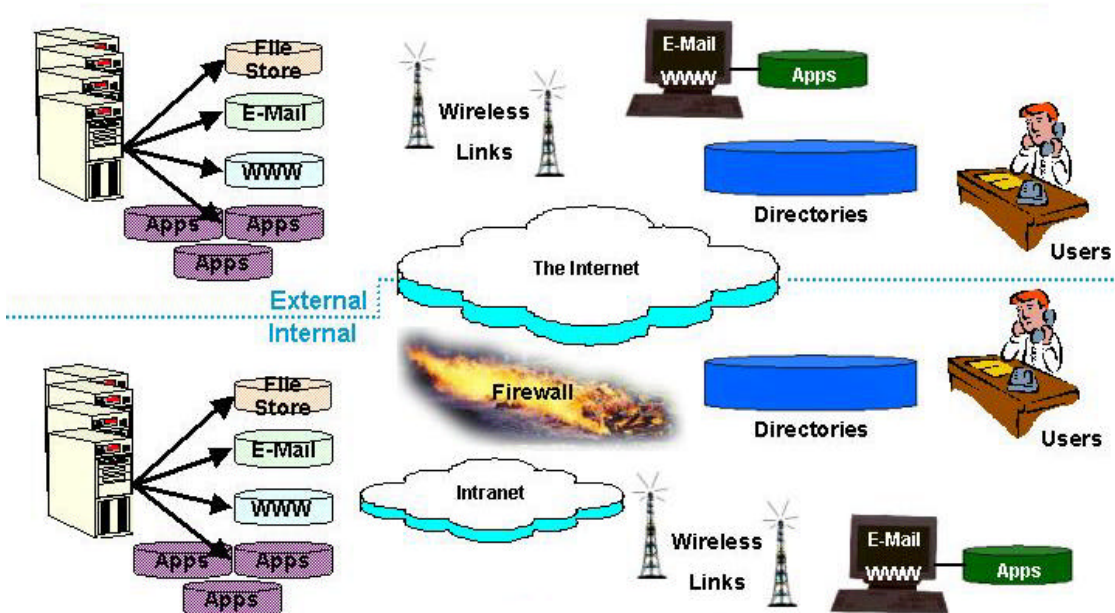 File
Store
E-Mail
WWW
Apps
Apps
Apps
Wireless
Links
E-Mail
WWW
Apps
Directories
Users
The Internet
External
Internal
Firewall
File
Store
E-Mail
WWW
Apps
Apps
Apps
Directories
Users
Intranet
Wireless
Links
E-Mail
WWW
Apps